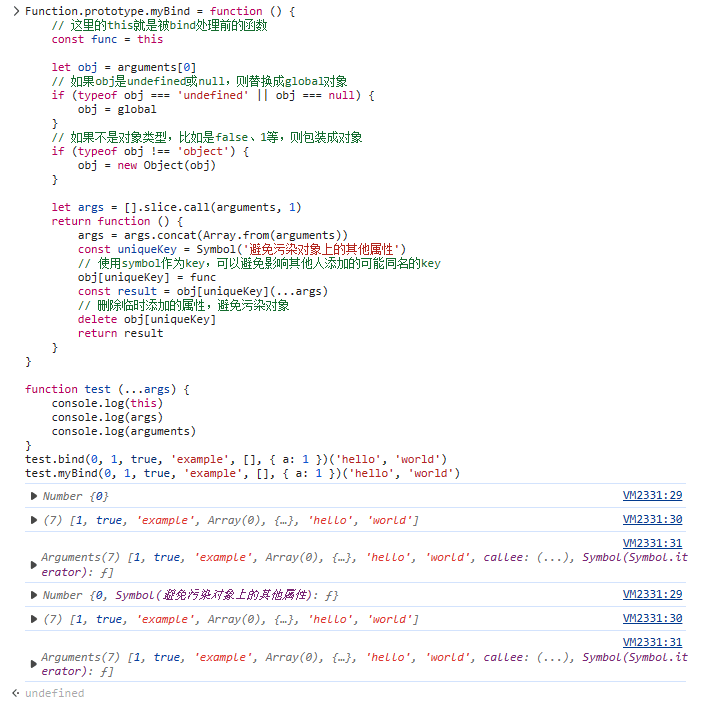 > Function.prototype.myBind = function () {
// 这里的this就是被bind处理前的函数
const func = this
let obj = arguments[0]
// 如果obj是undefined或null，则替换成global对象
if (typeof obj === 'undefined' || obj === null) {
obj = global
}
// 如果不是对象类型，比如是false、1等，则包装成对象
if (typeof obj !== 'object') {
obj = new Object(obj)
}
let args = [].slice.call(arguments, 1)
return function () {
args = args.concat(Array.from(arguments))
const uniqueKey = Symbol('避免污染对象上的其他属性')
// 使用symbol作为key，可以避免影响其他人添加的可能同名的key
obj[uniqueKey] = func
const result = obj[uniqueKey](...args)
// 删除临时添加的属性，避免污染对象
delete obj[uniqueKey]
return result
}
}
function test (...args) {
console.log(this)
console.log(args)
console.log(arguments)
}
test.bind(0, 1, true, 'example', [], { a: 1 })('hello', 'world')
test.myBind(0, 1, true, 'example', [], { a: 1 })('hello', 'world')
▶ Number {0} VM2331:29
▶ (7) [1, true, 'example', Array(0), {…}, 'hello', 'world'] VM2331:30
VM2331:31
▶ Arguments(7) [1, true, 'example', Array(0), {…}, 'hello', 'world', callee: (...), Symbol(Symbol.it
erator): ƒ]
▶ Number {0, Symbol(避免污染对象上的其他属性): ƒ} VM2331:29
▶ (7) [1, true, 'example', Array(0), {…}, 'hello', 'world'] VM2331:30
VM2331:31
▶ Arguments(7) [1, true, 'example', Array(0), {…}, 'hello', 'world', callee: (...), Symbol(Symbol.it
erator): ƒ]
undefined